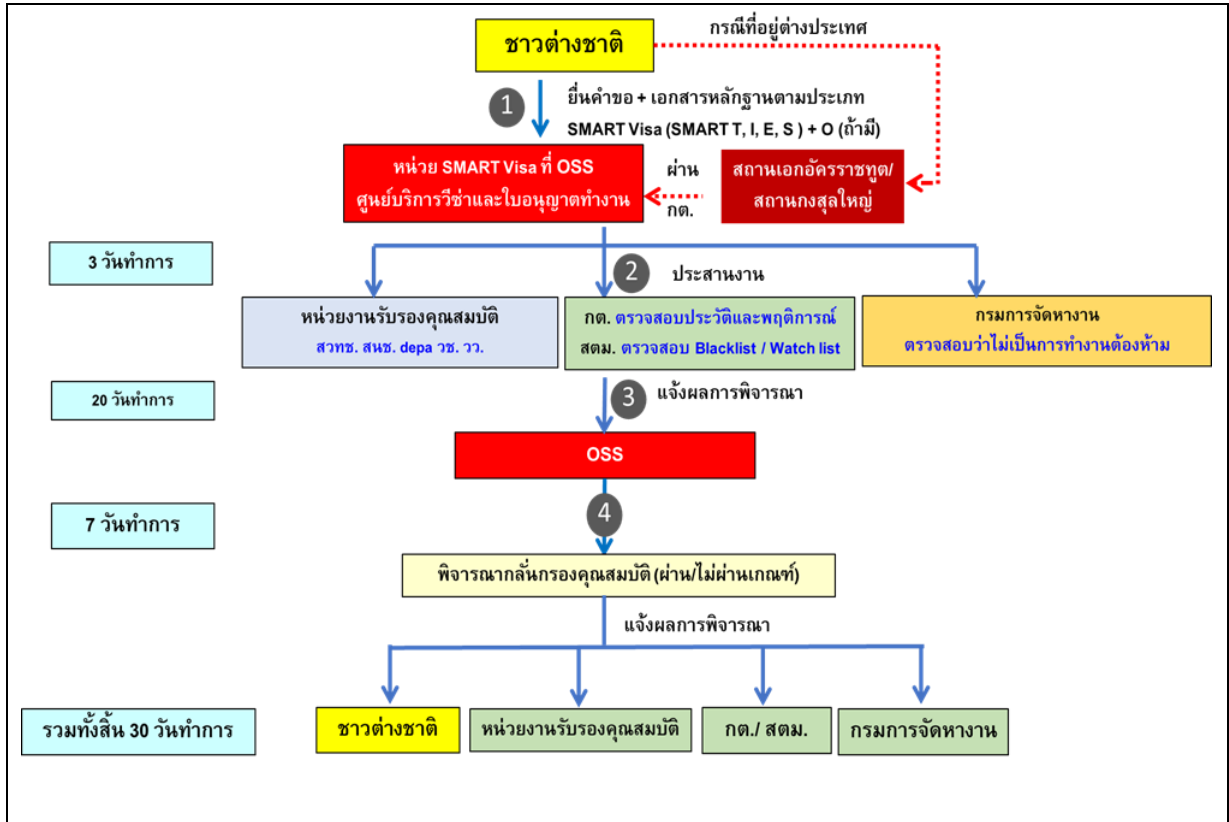 ชาวต่างชาติ
กรณีที่อยู่ต่างประเทศ
1
ยื่นคำขอ + เอกสารหลักฐานตามประเภท
SMART Visa (SMART T, I, E, S ) + O (ถ้ามี)
หน่วย SMART Visa ที่ OSS
ศูนย์บริการวีซ่าและใบอนุญาตทำงาน
ผ่าน
กต.
สถานเอกอัครราชทูต/
สถานกงสุลใหญ่
3 วันทำการ
2
ประสานงาน
หน่วยงานรับรองคุณสมบัติ
สวทช. สนช. depa วช. วว.
กต. ตรวจสอบประวัติและพฤติการณ์
สตม. ตรวจสอบ Blacklist / Watch list
กรมการจัดหางาน
ตรวจสอบว่าไม่เป็นการทำงานต้องห้าม
20 วันทำการ
3
แจ้งผลการพิจารณา
OSS
7 วันทำการ
4
พิจารณากลั่นกรองคุณสมบัติ (ผ่าน/ไม่ผ่านเกณฑ์)
แจ้งผลการพิจารณา
รวมทั้งสิ้น 30 วันทำการ
ชาวต่างชาติ
หน่วยงานรับรองคุณสมบัติ
กต./ สตม.
กรมการจัดหางาน